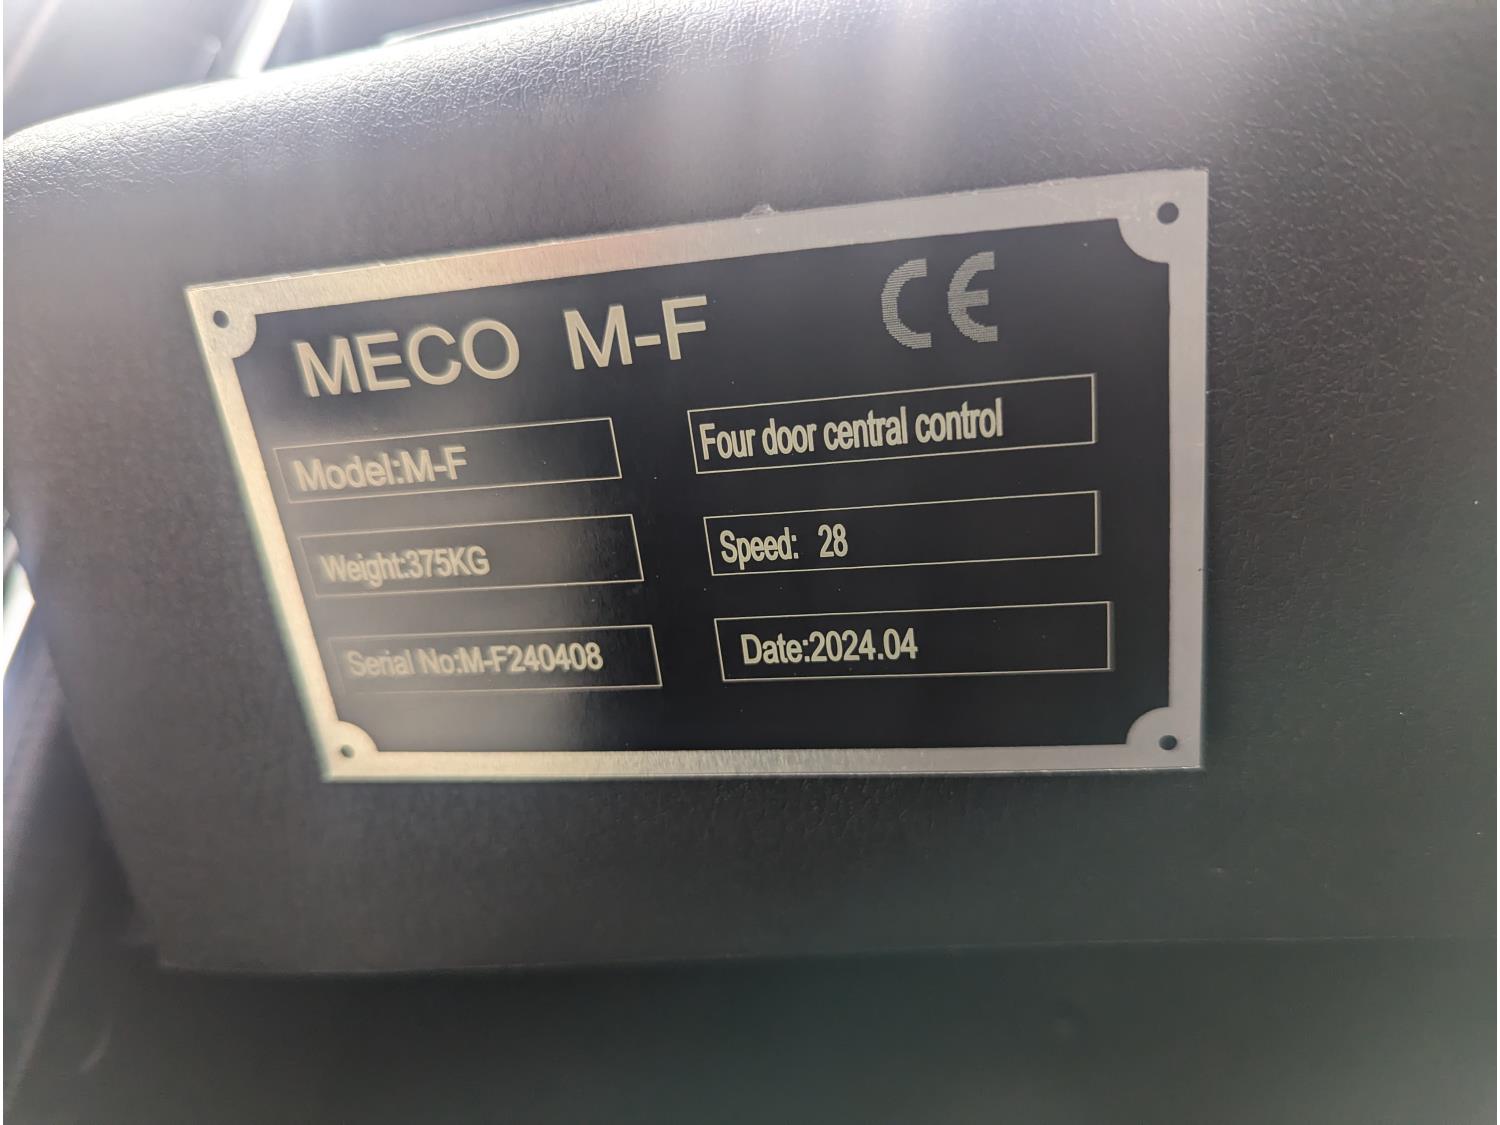 MECO M-F CE
Model:M-F
Four door central control
Weight:375KG
Speed: 28
Serial No:M-F240408
Date:2024.04